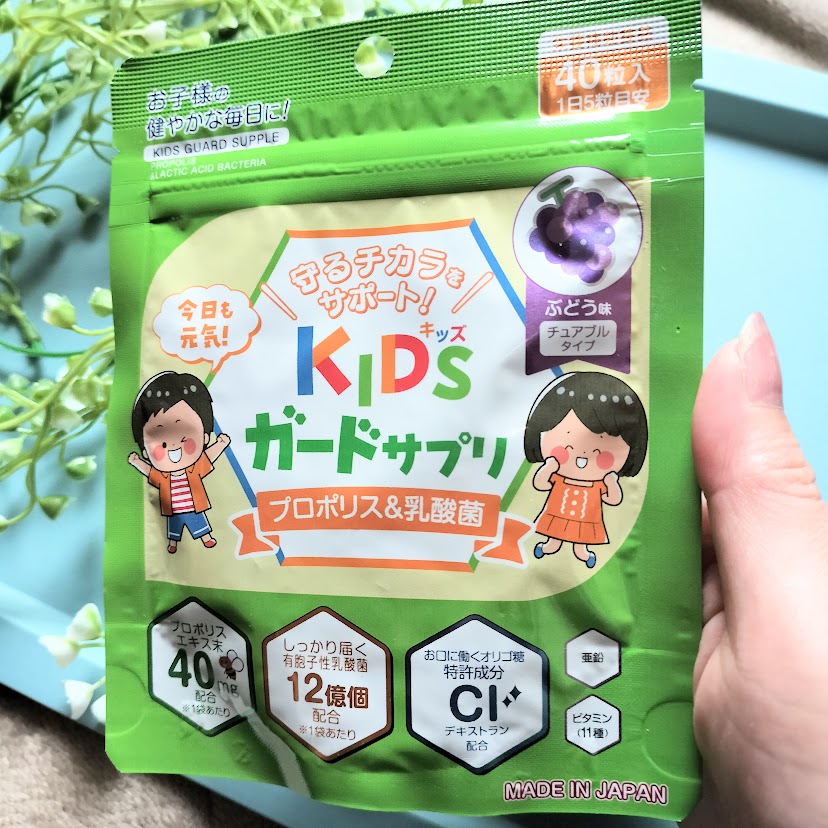 お子様の
健やかな毎日に!
KIDS GUARD SUPPLE
PROPOLIS
&LACTIC ACID BACTERIA
40粒入
1日5粒目安
守るチカラを
サポート!
今日も
元気!
キッズ
KIDS
ガードサプリ
プロポリス&乳酸菌
ぶどう味
チュアブル
タイプ
プロポリス
エキス末
40mg
配合
※1袋あたり
しっかり届く
有胞子性乳酸菌
12億個
配合
※1袋あたり
お口に働くオリゴ糖
特許成分
CI
デキストラン
配合
亜鉛
ビタミン
(11種)
MADE IN JAPAN